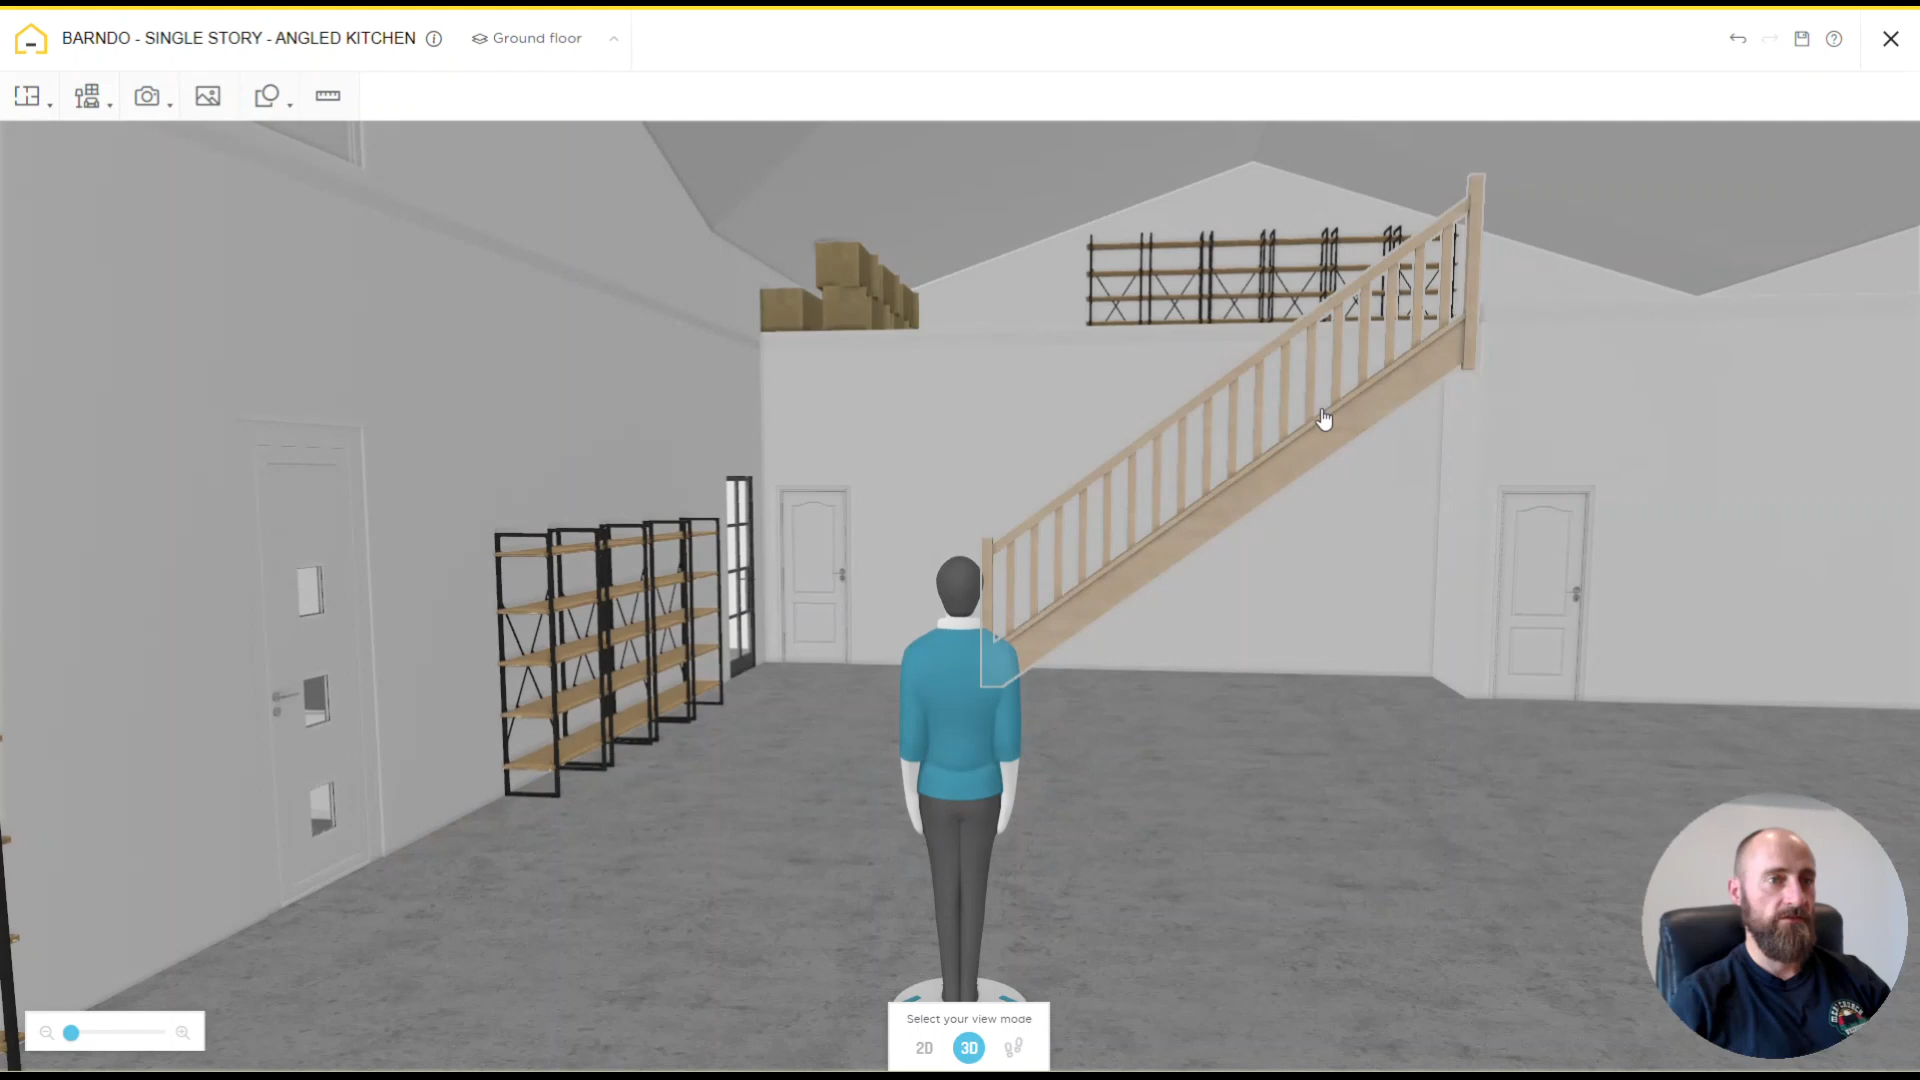 BARNDO - SINGLE STORY - ANGLED KITCHEN
Ground floor
Select your view mode
2D
3D